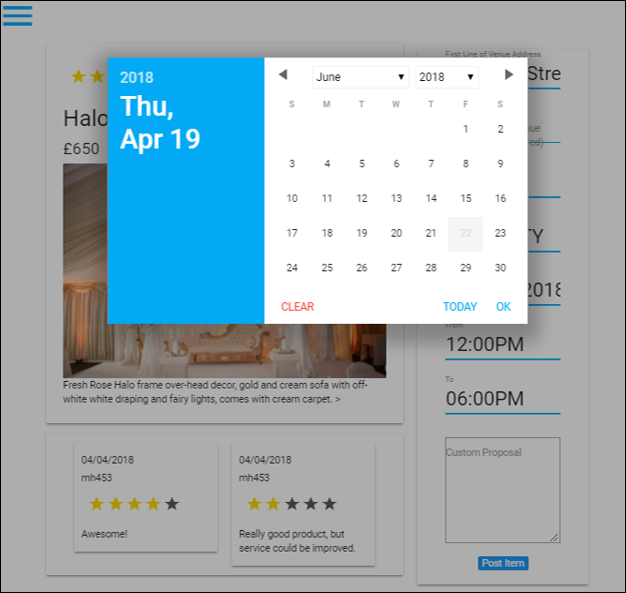 First Line of Venue Address
Stre
Halo
£650
2018
Thu,
Apr 19
June 2018
S M T W T F S
1 2
3 4 5 6 7 8 9
10 11 12 13 14 15 16
17 18 19 20 21 22 23
24 25 26 27 28 29 30
CLEAR TODAY OK
nue
ed)
TY
2018
From
12:00PM
To
06:00PM
Custom Proposal
Post Item
Fresh Rose Halo frame over-head decor, gold and cream sofa with off-
white white draping and fairy lights, comes with cream carpet. >
04/04/2018
mh453
Awesome!
04/04/2018
mh453
Really good product, but
service could be improved.